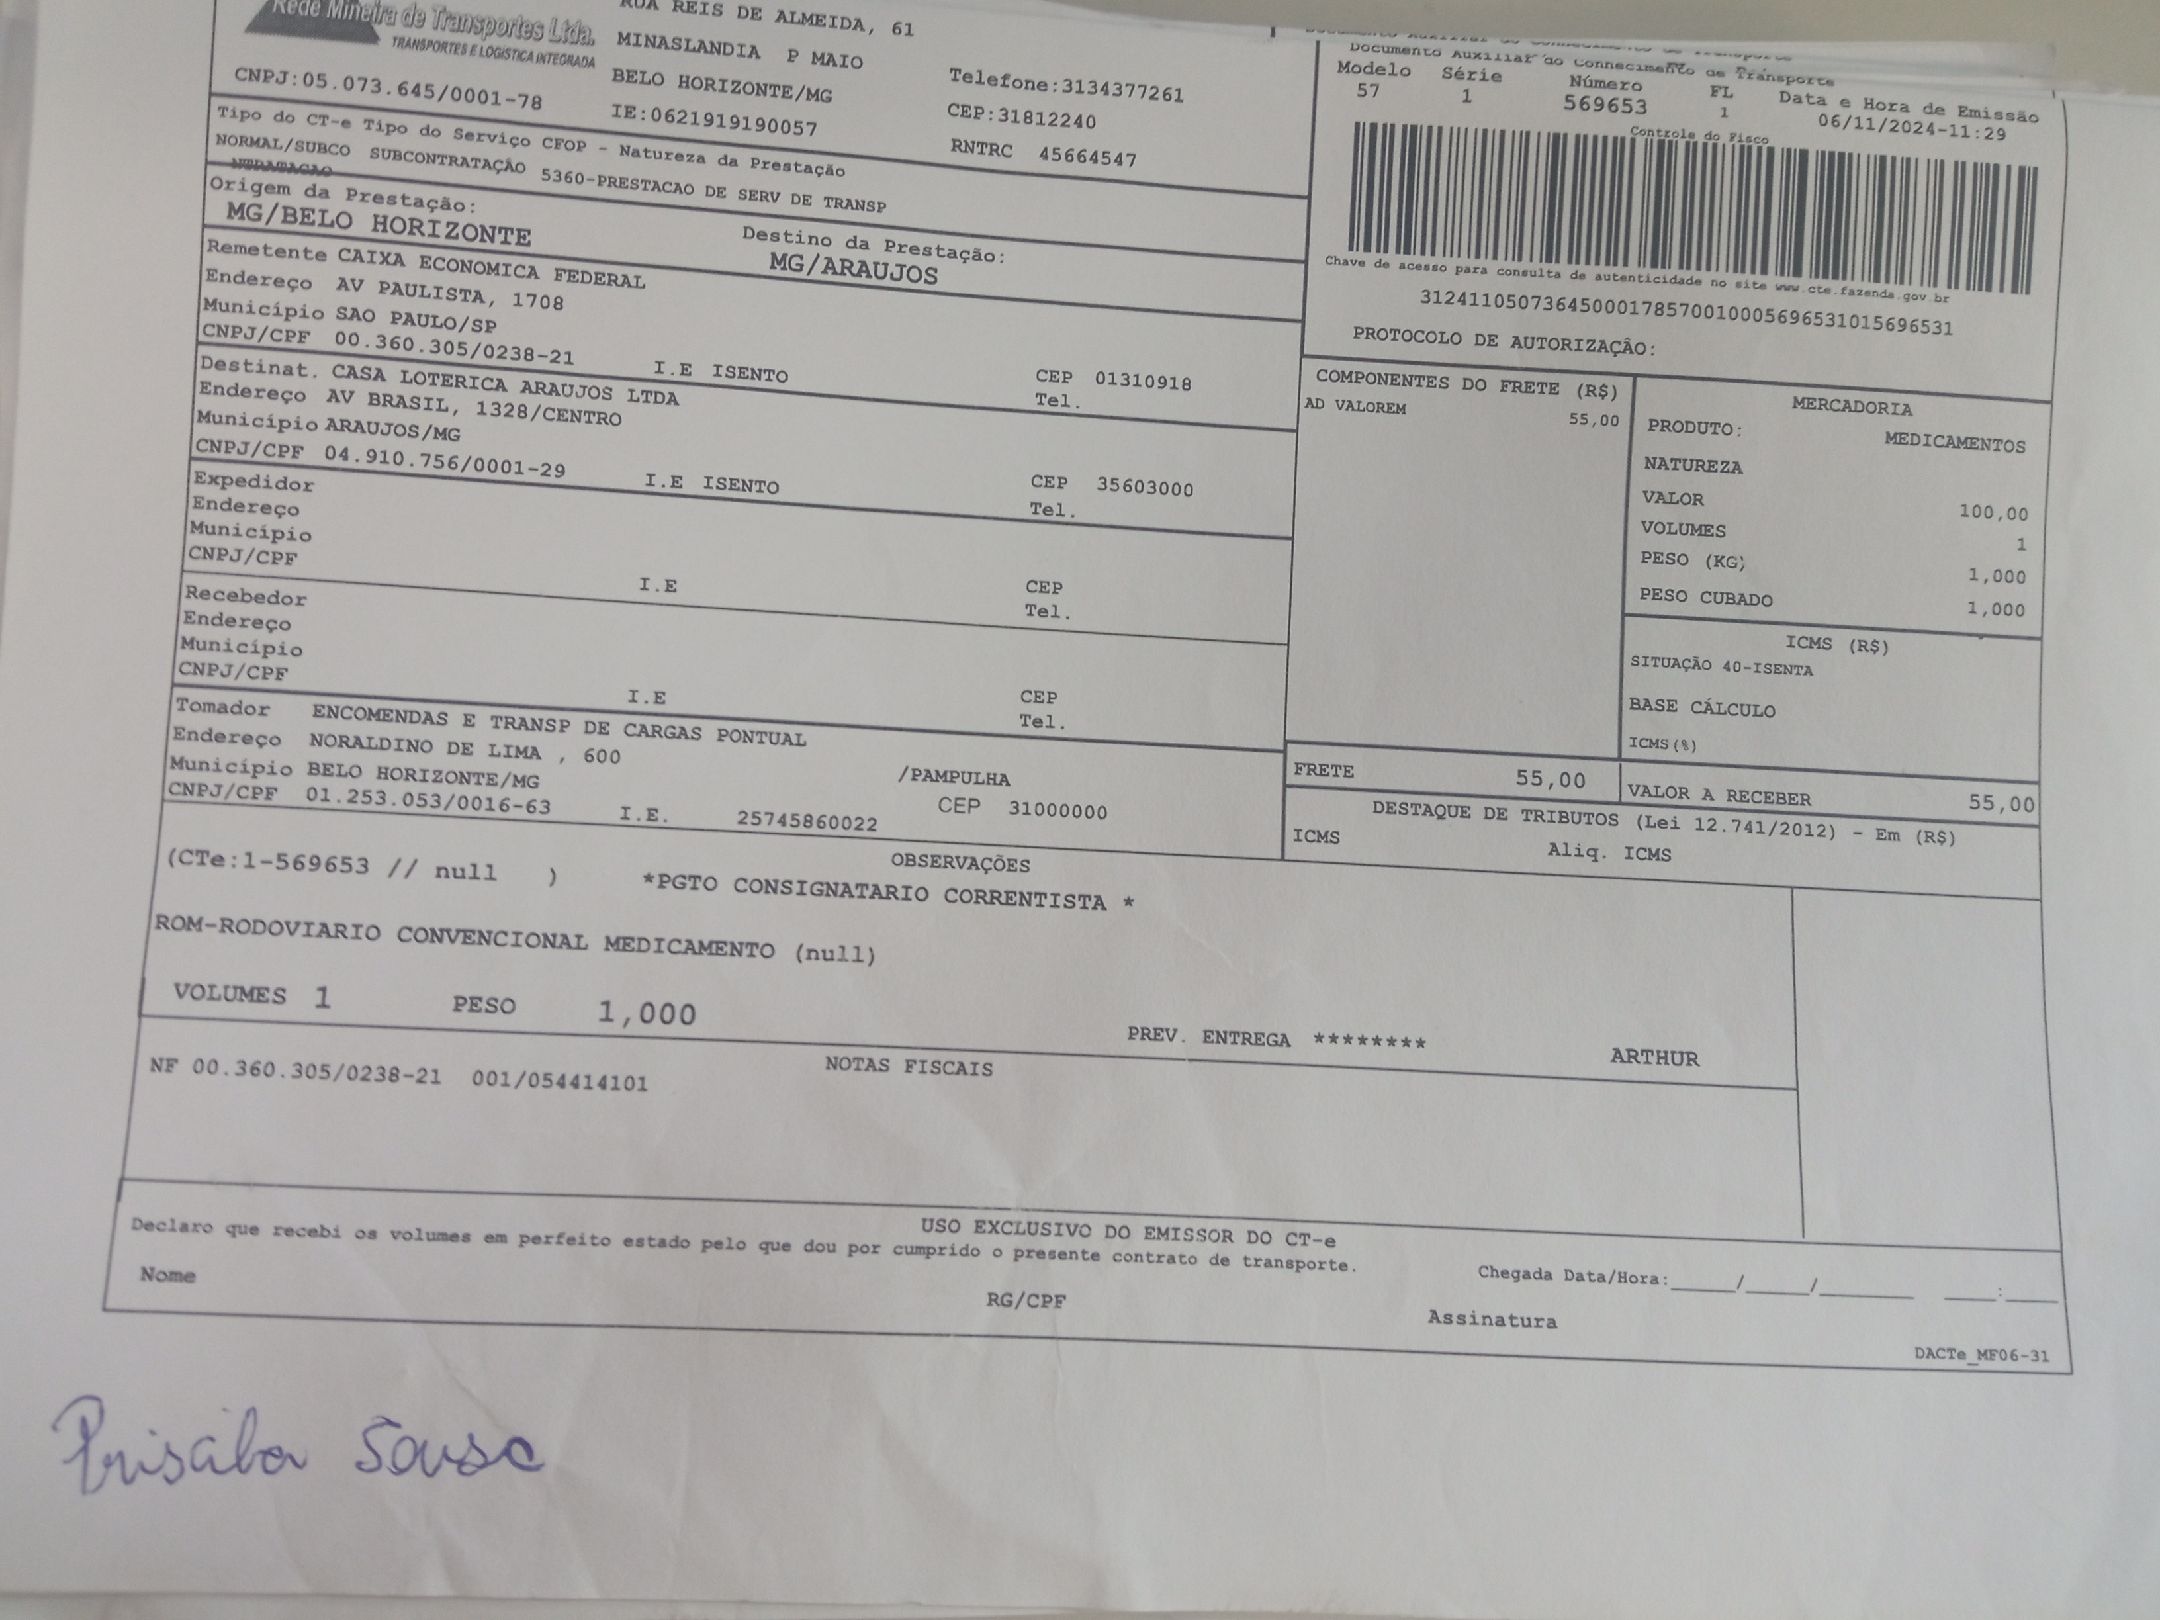 Rede Mineira de Transportes Ltda.
TRANSPORTES E LOGÍSTICA INTEGRADA
CNPJ:05.073.645/0001-78
RUA REIS DE ALMEIDA, 61
MINASLANDIA P MAIO
BELO HORIZONTE/MG
IE:0621919190057
Telefone:3134377261
CEP:31812240
RNTRC 45664547
Documento Auxiliar do Conhecimento de Transporte
Modelo Série Número FL Data e Hora de Emissão
57 1 569653 1 06/11/2024-11:29
Controle do Fisco
Chave de acesso para consulta de autenticidade no site www.cte.fazenda.gov.br
31241105073645000178570010005696531015696531
PROTOCOLO DE AUTORIZAÇÃO:
Tipo do CT-e Tipo do Serviço CFOP - Natureza da Prestação
NORMAL/SUBCO SUBCONTRATAÇÃO 5360-PRESTACAO DE SERV DE TRANSP
NTRATACAO
Origem da Prestação:
MG/BELO HORIZONTE
Destino da Prestação:
MG/ARAUJOS
Remetente CAIXA ECONOMICA FEDERAL
Endereço AV PAULISTA, 1708
Município SAO PAULO/SP
CNPJ/CPF 00.360.305/0238-21 I.E ISENTO CEP 01310918
Tel.
Destinat. CASA LOTERICA ARAUJOS LTDA
Endereço AV BRASIL, 1328/CENTRO
Município ARAUJOS/MG
CNPJ/CPF 04.910.756/0001-29 I.E ISENTO CEP 35603000
Tel.
Expedidor
Endereço
Município
CNPJ/CPF I.E CEP
Tel.
Recebedor
Endereço
Município
CNPJ/CPF I.E CEP
Tel.
Tomador ENCOMENDAS E TRANSP DE CARGAS PONTUAL
Endereço NORALDINO DE LIMA , 600 /PAMPULHA
Município BELO HORIZONTE/MG CEP 31000000
CNPJ/CPF 01.253.053/0016-63 I.E. 25745860022
COMPONENTES DO FRETE (R$)
AD VALOREM 55,00
MERCADORIA
PRODUTO: MEDICAMENTOS
NATUREZA
VALOR 100,00
VOLUMES 1
PESO (KG) 1,000
PESO CUBADO 1,000
ICMS (R$)
SITUAÇÃO 40-ISENTA
BASE CÁLCULO
ICMS(%)
FRETE 55,00 VALOR A RECEBER 55,00
DESTAQUE DE TRIBUTOS (Lei 12.741/2012) - Em (R$)
ICMS Aliq. ICMS
OBSERVAÇÕES
(CTe:1-569653 // null ) *PGTO CONSIGNATARIO CORRENTISTA *
ROM-RODOVIARIO CONVENCIONAL MEDICAMENTO (null)
VOLUMES 1 PESO 1,000 PREV. ENTREGA ******** ARTHUR
NOTAS FISCAIS
NF 00.360.305/0238-21 001/054414101
USO EXCLUSIVO DO EMISSOR DO CT-e
Declaro que recebi os volumes em perfeito estado pelo que dou por cumprido o presente contrato de transporte.
Nome RG/CPF Assinatura
Chegada Data/Hora:_____/_____/_______ ____:____
DACTe_MF06-31
Priscila Sousa